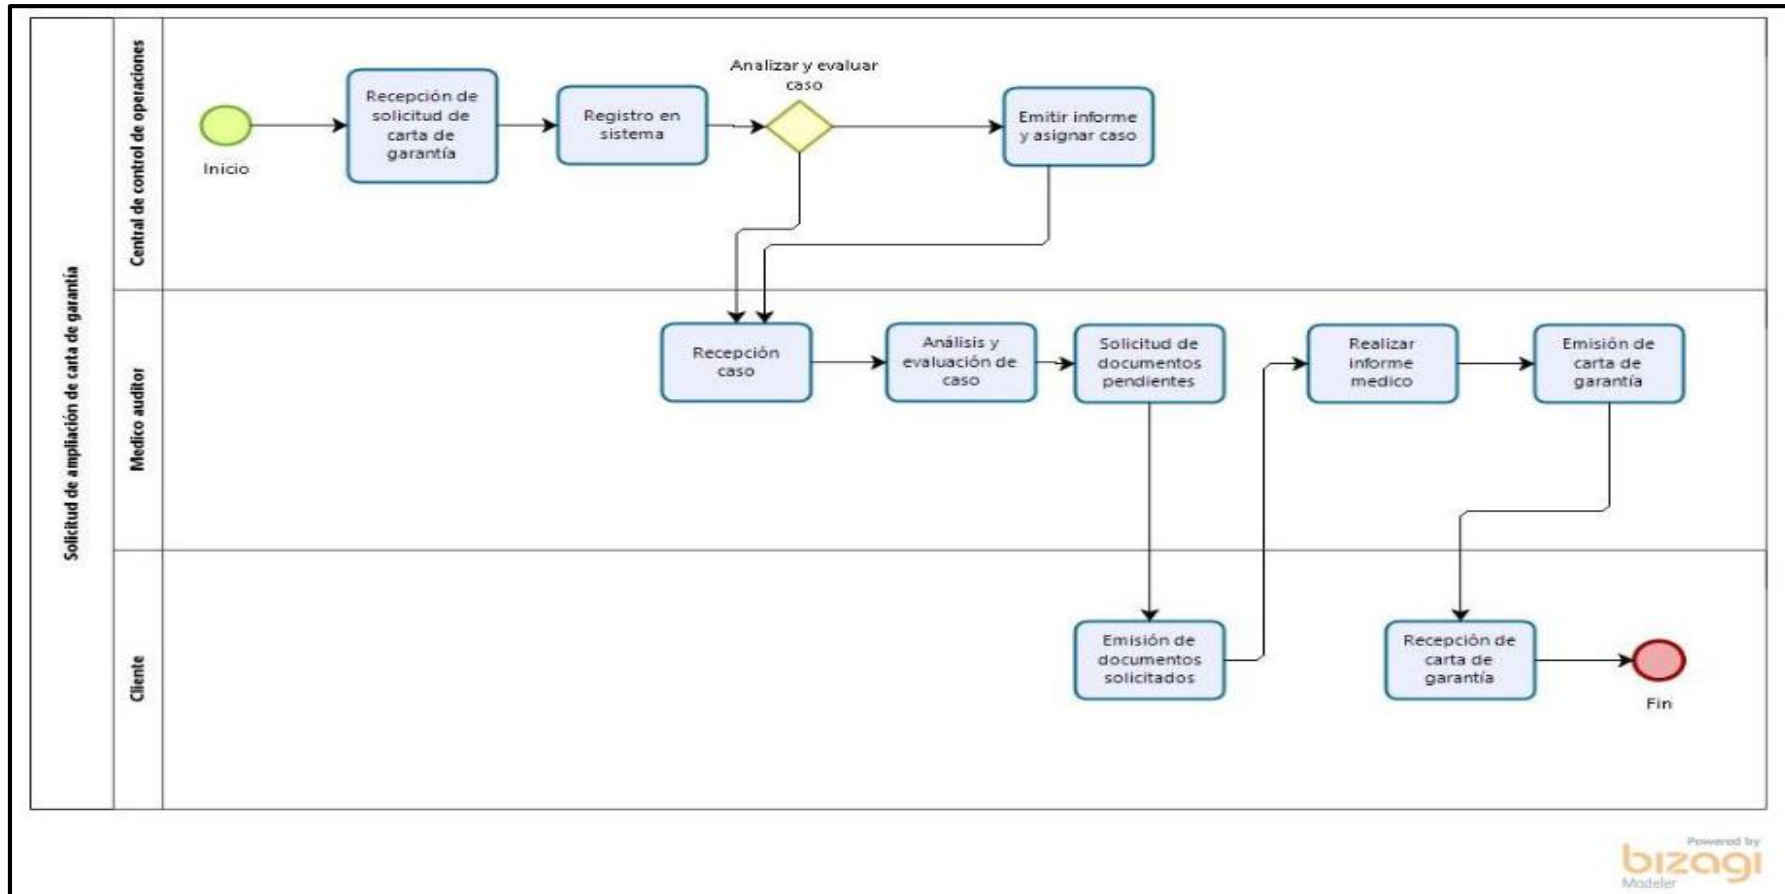 Solicitud de ampliación de carta de garantía
Central de control de operaciones
Inicio
Recepción de
solicitud de
carta de
garantía
Registro en
sistema
Analizar y evaluar
caso
Emitir informe
y asignar caso
Medico auditor
Recepción
caso
Análisis y
evaluación de
caso
Solicitud de
documentos
pendientes
Realizar
informe
medico
Emisión de
carta de
garantía
Cliente
Emisión de
documentos
solicitados
Recepción de
carta de
garantía
Fin
Powered by
bizagi
Modeler